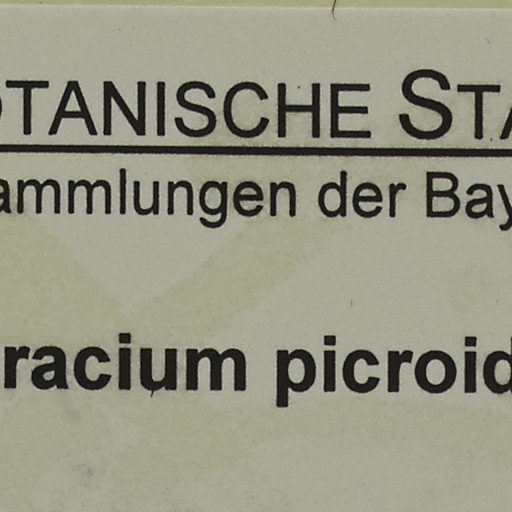 OTANISCHE STA
ammlungen der Bay
racium picroid